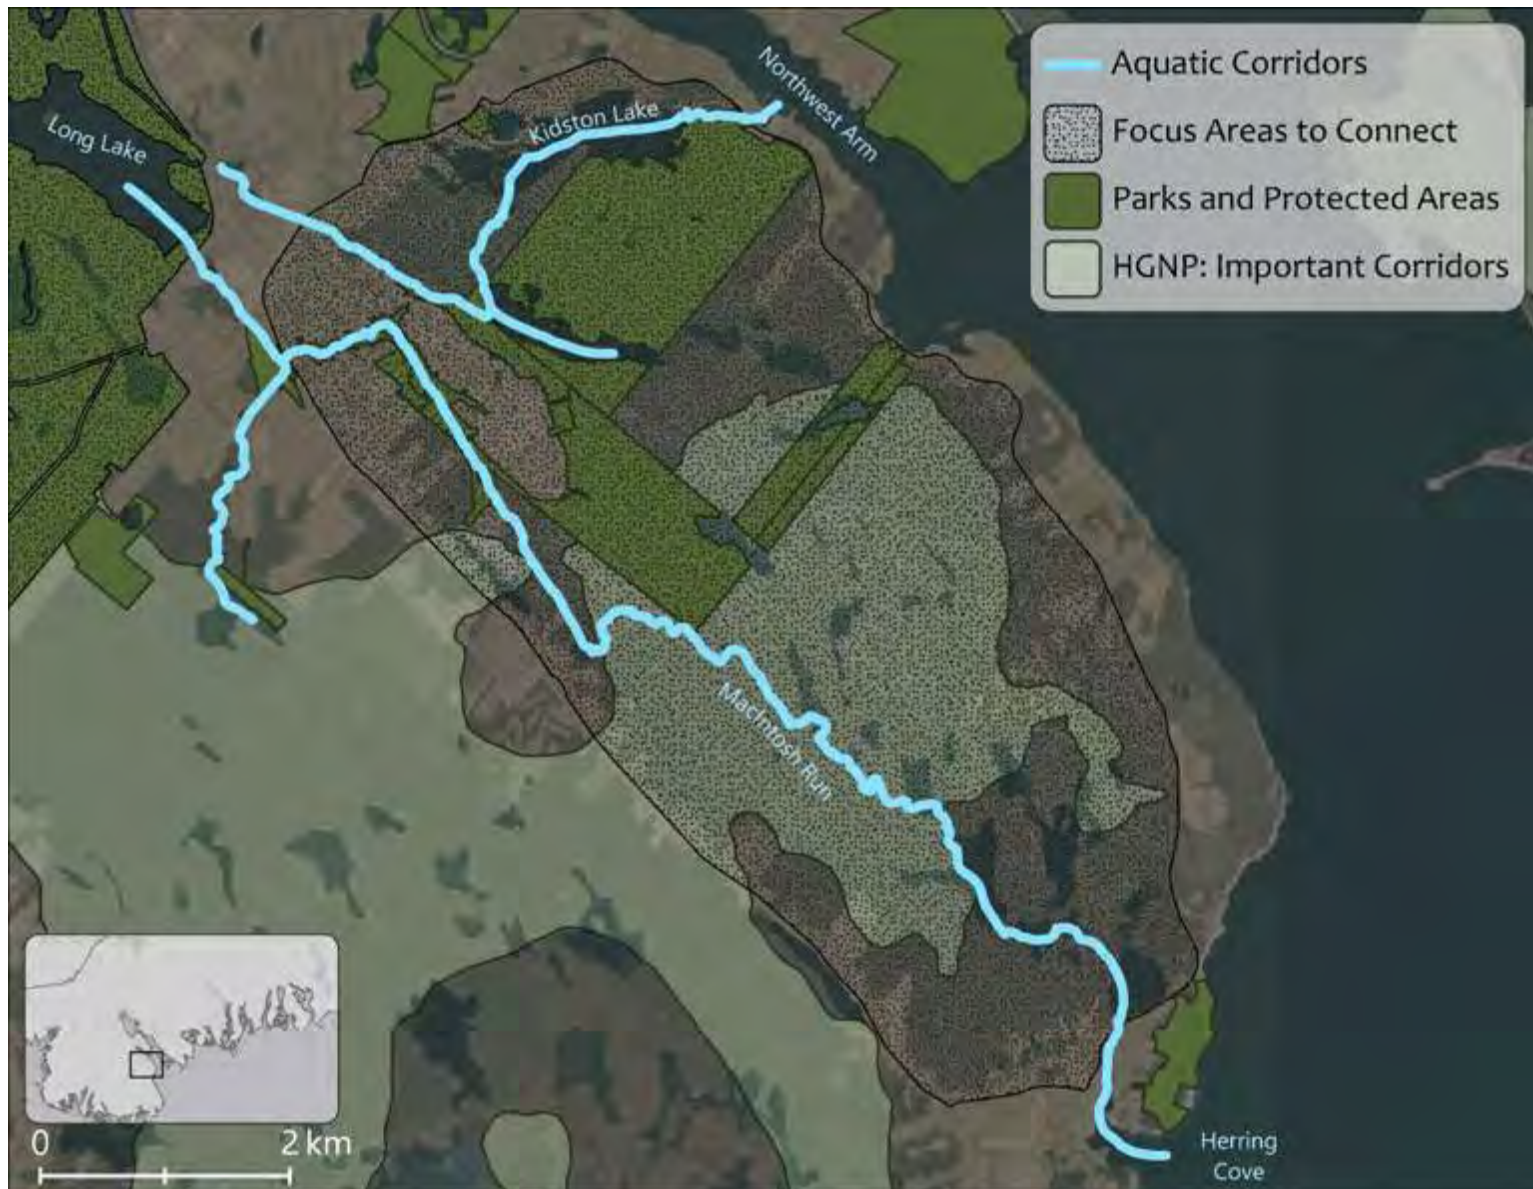 Aquatic Corridors
Focus Areas to Connect
Parks and Protected Areas
HGNP: Important Corridors
Northwest Arm
Kidston Lake
Long Lake
MacIntosh Run
Herring
Cove
0 2 km